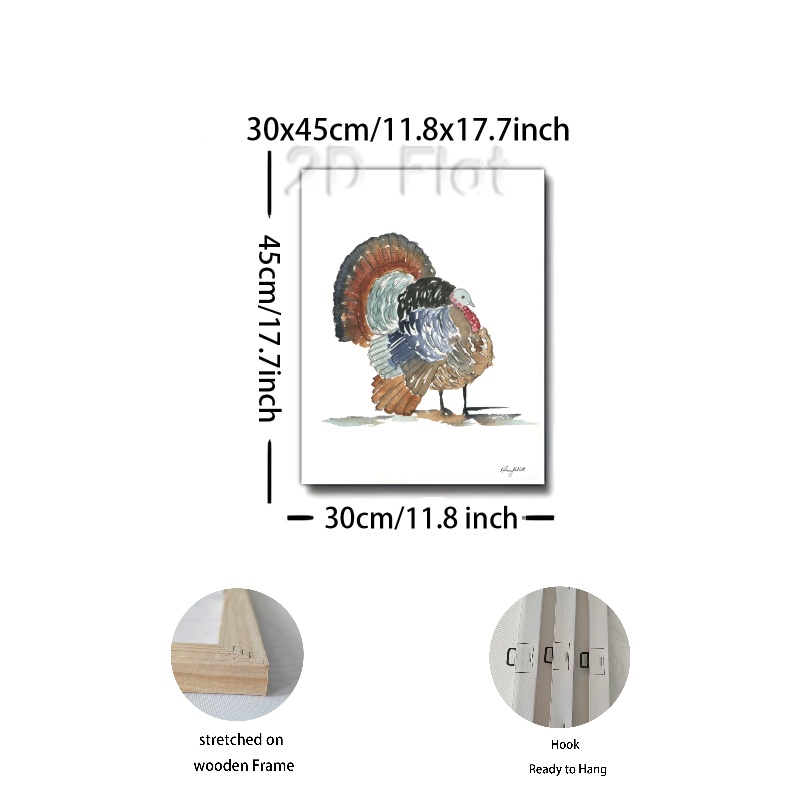 30x45cm/11.8x17.7inch
2D Flat
45cm/17.7inch
30cm/11.8 inch
stretched on
wooden Frame
Hook
Ready to Hang